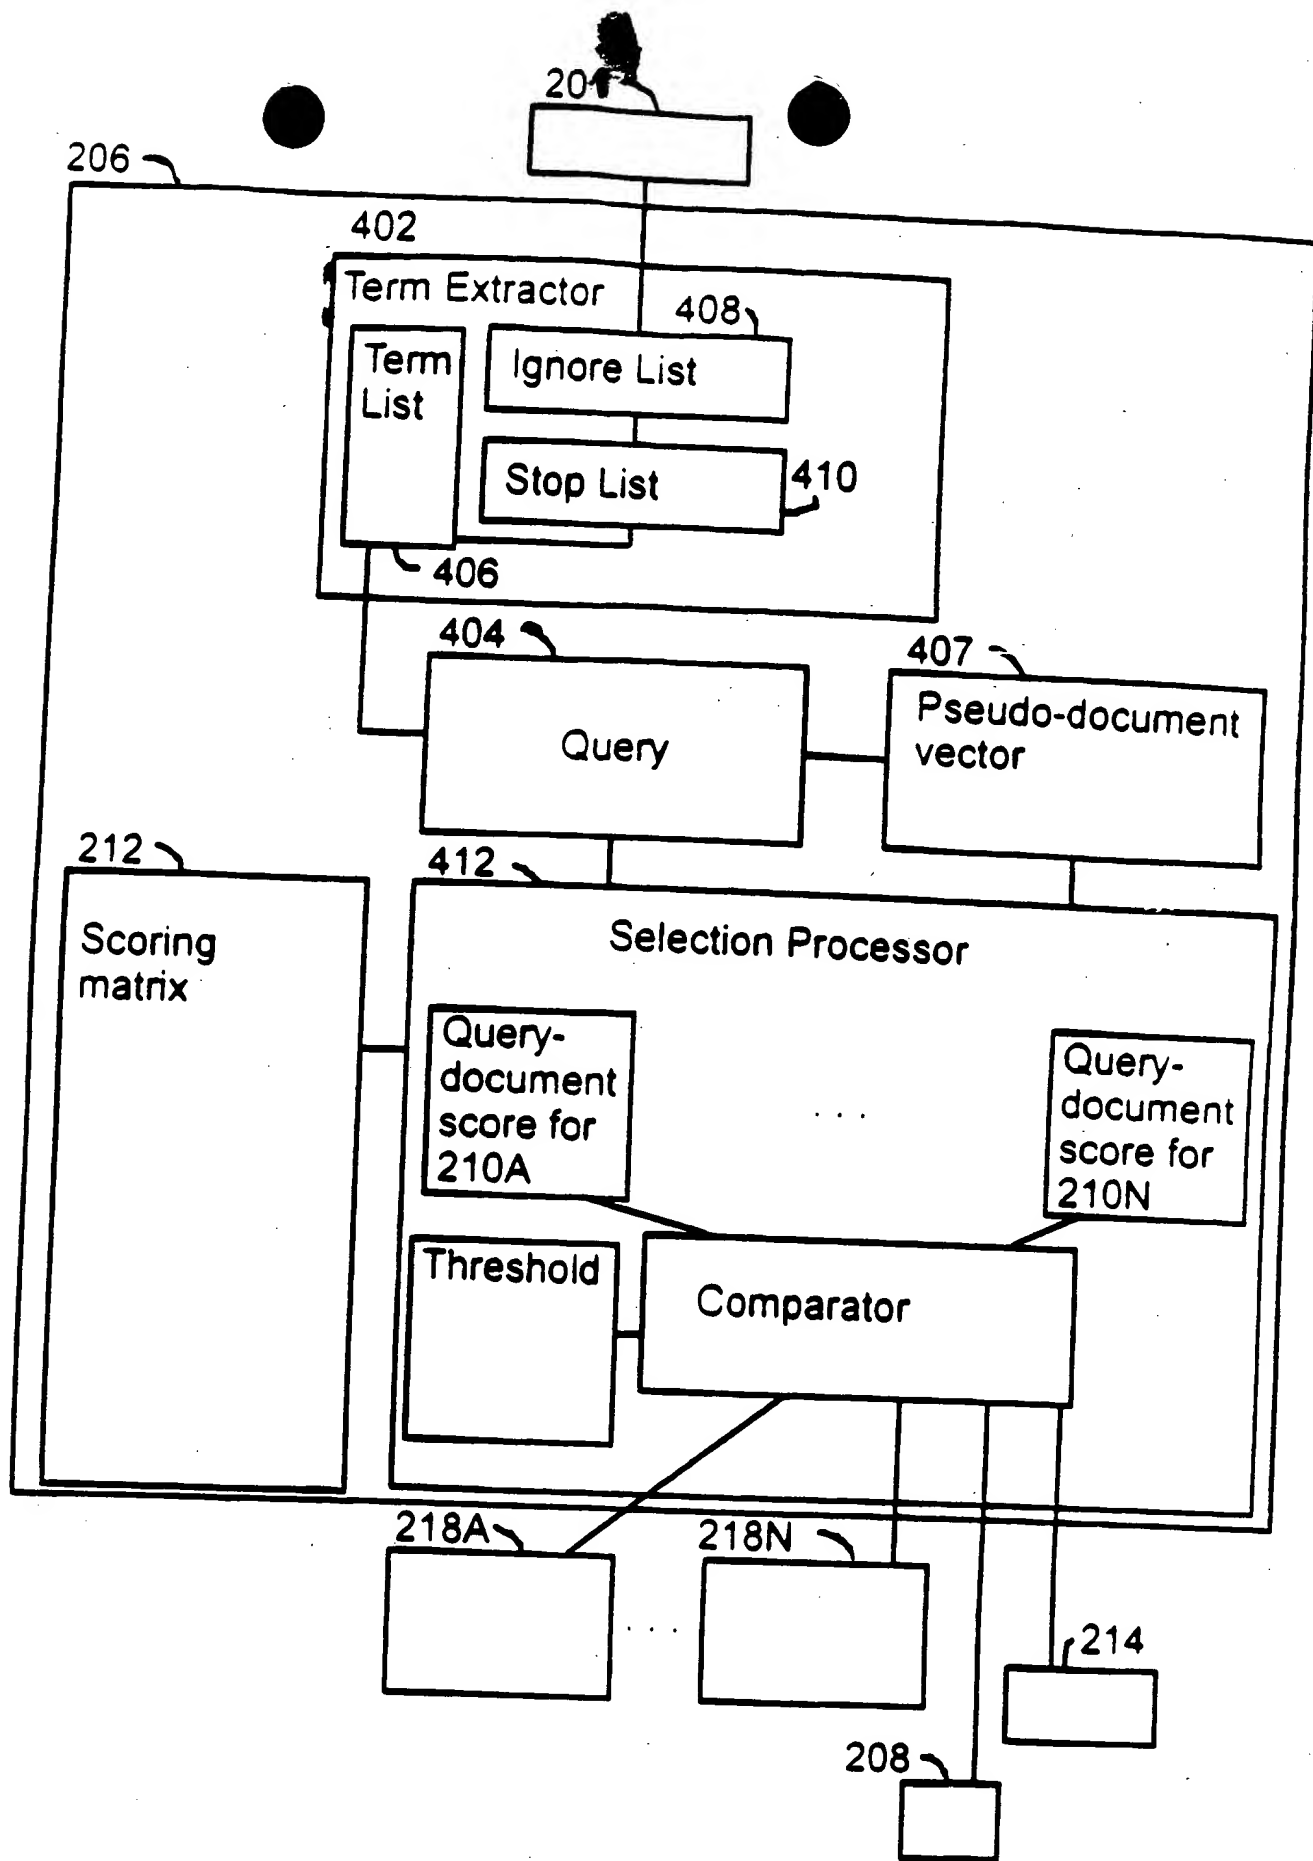 20
206
402
Term Extractor
408
Term
List
Ignore List
Stop List
410
406
404
407
Query
Pseudo-document
vector
212
412
Scoring
matrix
Selection Processor
Query-
document
score for
210A
. . .
Query-
document
score for
210N
Threshold
Comparator
218A
218N
. . .
214
208